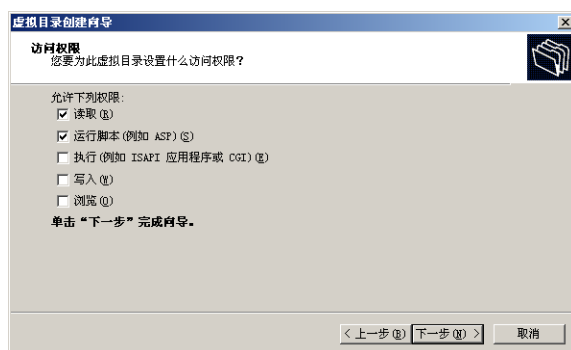 虚拟目录创建向导
访问权限
您要为此虚拟目录设置什么访问权限?
允许下列权限:
读取(R)
运行脚本(例如 ASP)(S)
执行(例如 ISAPI 应用程序或 CGI)(E)
写入(W)
浏览(O)
单击“下一步”完成向导。
< 上一步(B) 下一步(N) > 取消